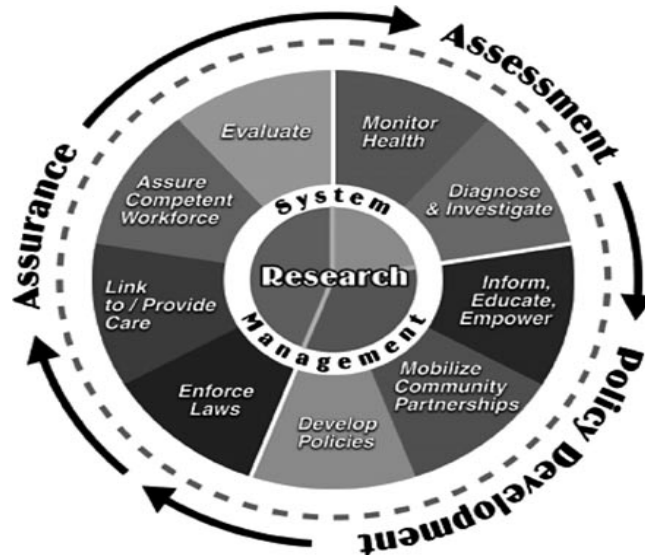 Assessment
Policy Development
Assurance
Monitor
Health
Diagnose
& Investigate
Inform,
Educate,
Empower
Mobilize
Community
Partnerships
Develop
Policies
Enforce
Laws
Link
to / Provide
Care
Assure
Competent
Workforce
Evaluate
System
Management
Research